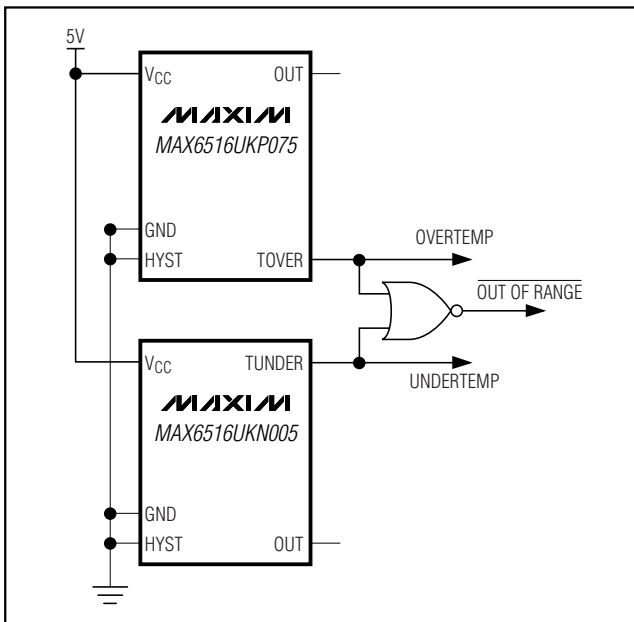 5V
VCC
OUT
MAXIM
MAX6516UKP075
GND
HYST
TOVER
OVERTEMP
OUT OF RANGE
VCC
TUNDER
UNDERTEMP
MAXIM
MAX6516UKN005
GND
HYST
OUT